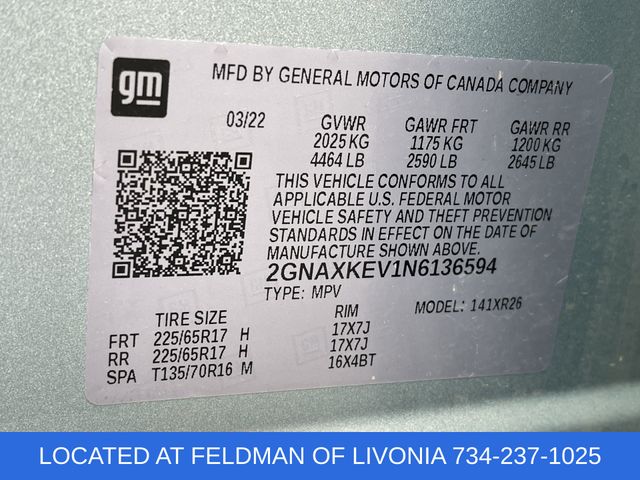 gm
MFD BY GENERAL MOTORS OF CANADA COMPANY
03/22 GVWR GAWR FRT GAWR RR
2025 KG 1175 KG 1200 KG
4464 LB 2590 LB 2645 LB
THIS VEHICLE CONFORMS TO ALL
APPLICABLE U.S. FEDERAL MOTOR
VEHICLE SAFETY AND THEFT PREVENTION
STANDARDS IN EFFECT ON THE DATE OF
MANUFACTURE SHOWN ABOVE.
2GNAXKEV1N6136594
TYPE: MPV MODEL: 141XR26
TIRE SIZE RIM
FRT 225/65R17 H 17X7J
RR 225/65R17 H 17X7J
SPA T135/70R16 M 16X4BT
LOCATED AT FELDMAN OF LIVONIA 734-237-1025